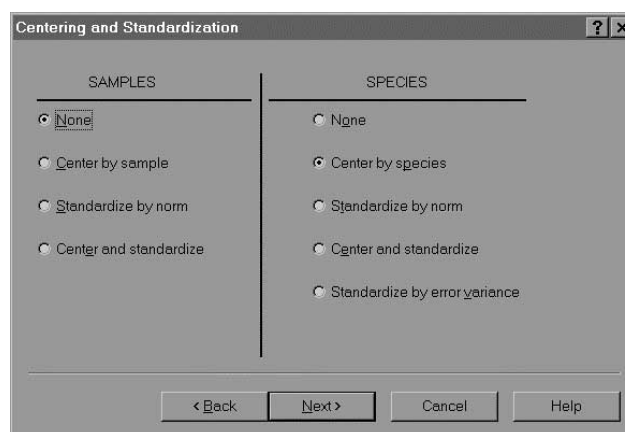 Centering and Standardization
SAMPLES
None
Center by sample
Standardize by norm
Center and standardize
SPECIES
None
Center by species
Standardize by norm
Center and standardize
Standardize by error variance
< Back
Next >
Cancel
Help